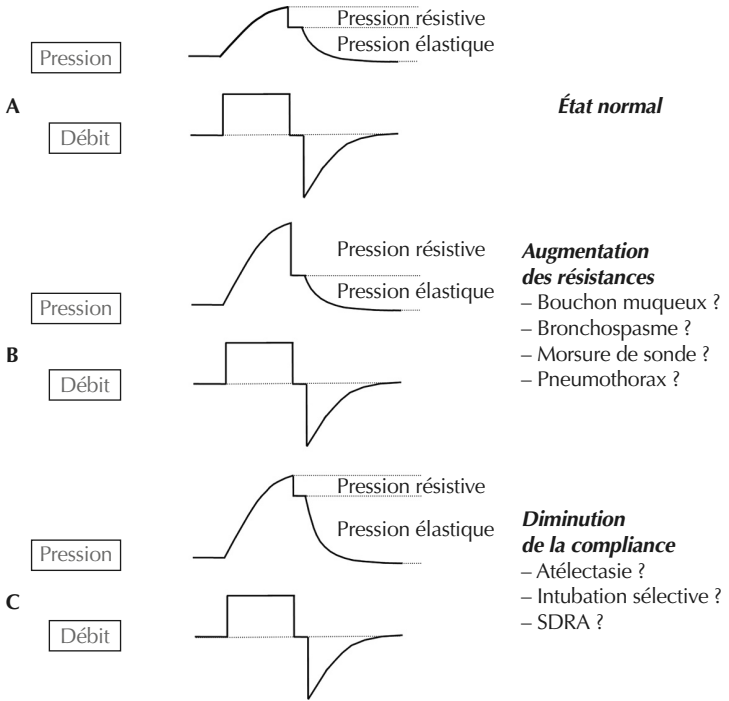 Pression résistive
Pression élastique
Pression
A
État normal
Débit
Pression résistive
Pression élastique
Pression
Augmentation
des résistances
– Bouchon muqueux ?
– Bronchospasme ?
– Morsure de sonde ?
– Pneumothorax ?
B
Débit
Pression résistive
Pression élastique
Pression
Diminution
de la compliance
– Atélectasie ?
– Intubation sélective ?
– SDRA ?
C
Débit